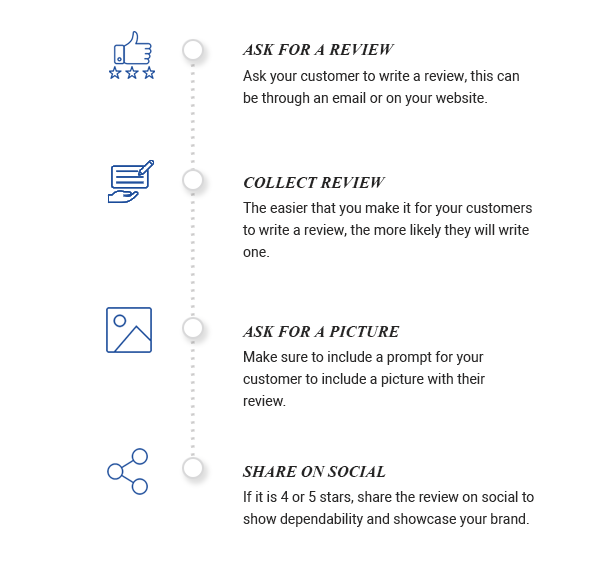 ASK FOR A REVIEW
Ask your customer to write a review, this can
be through an email or on your website.
COLLECT REVIEW
The easier that you make it for your customers
to write a review, the more likely they will write
one.
ASK FOR A PICTURE
Make sure to include a prompt for your
customer to include a picture with their
review.
SHARE ON SOCIAL
If it is 4 or 5 stars, share the review on social to
show dependability and showcase your brand.